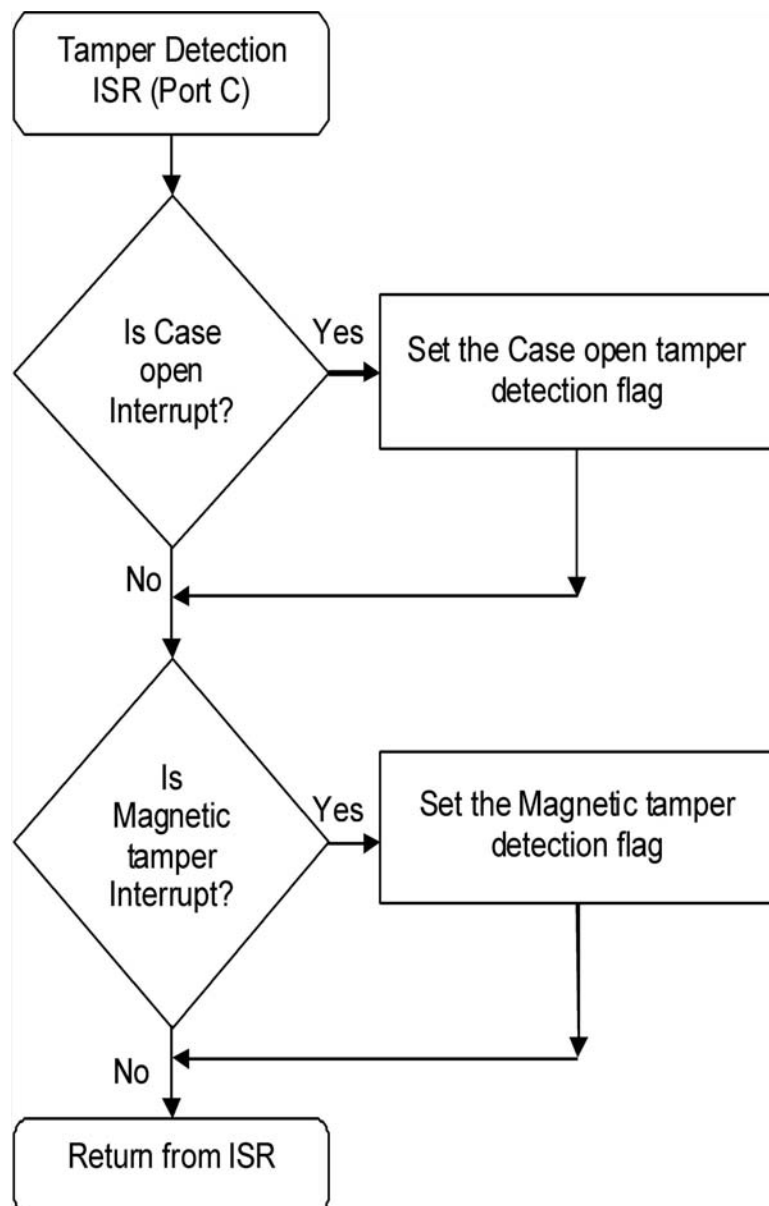 Tamper Detection
ISR (Port C)
Is Case
open
Interrupt?
Yes
Set the Case open tamper
detection flag
No
Is
Magnetic
tamper
Interrupt?
Yes
Set the Magnetic tamper
detection flag
No
Return from ISR